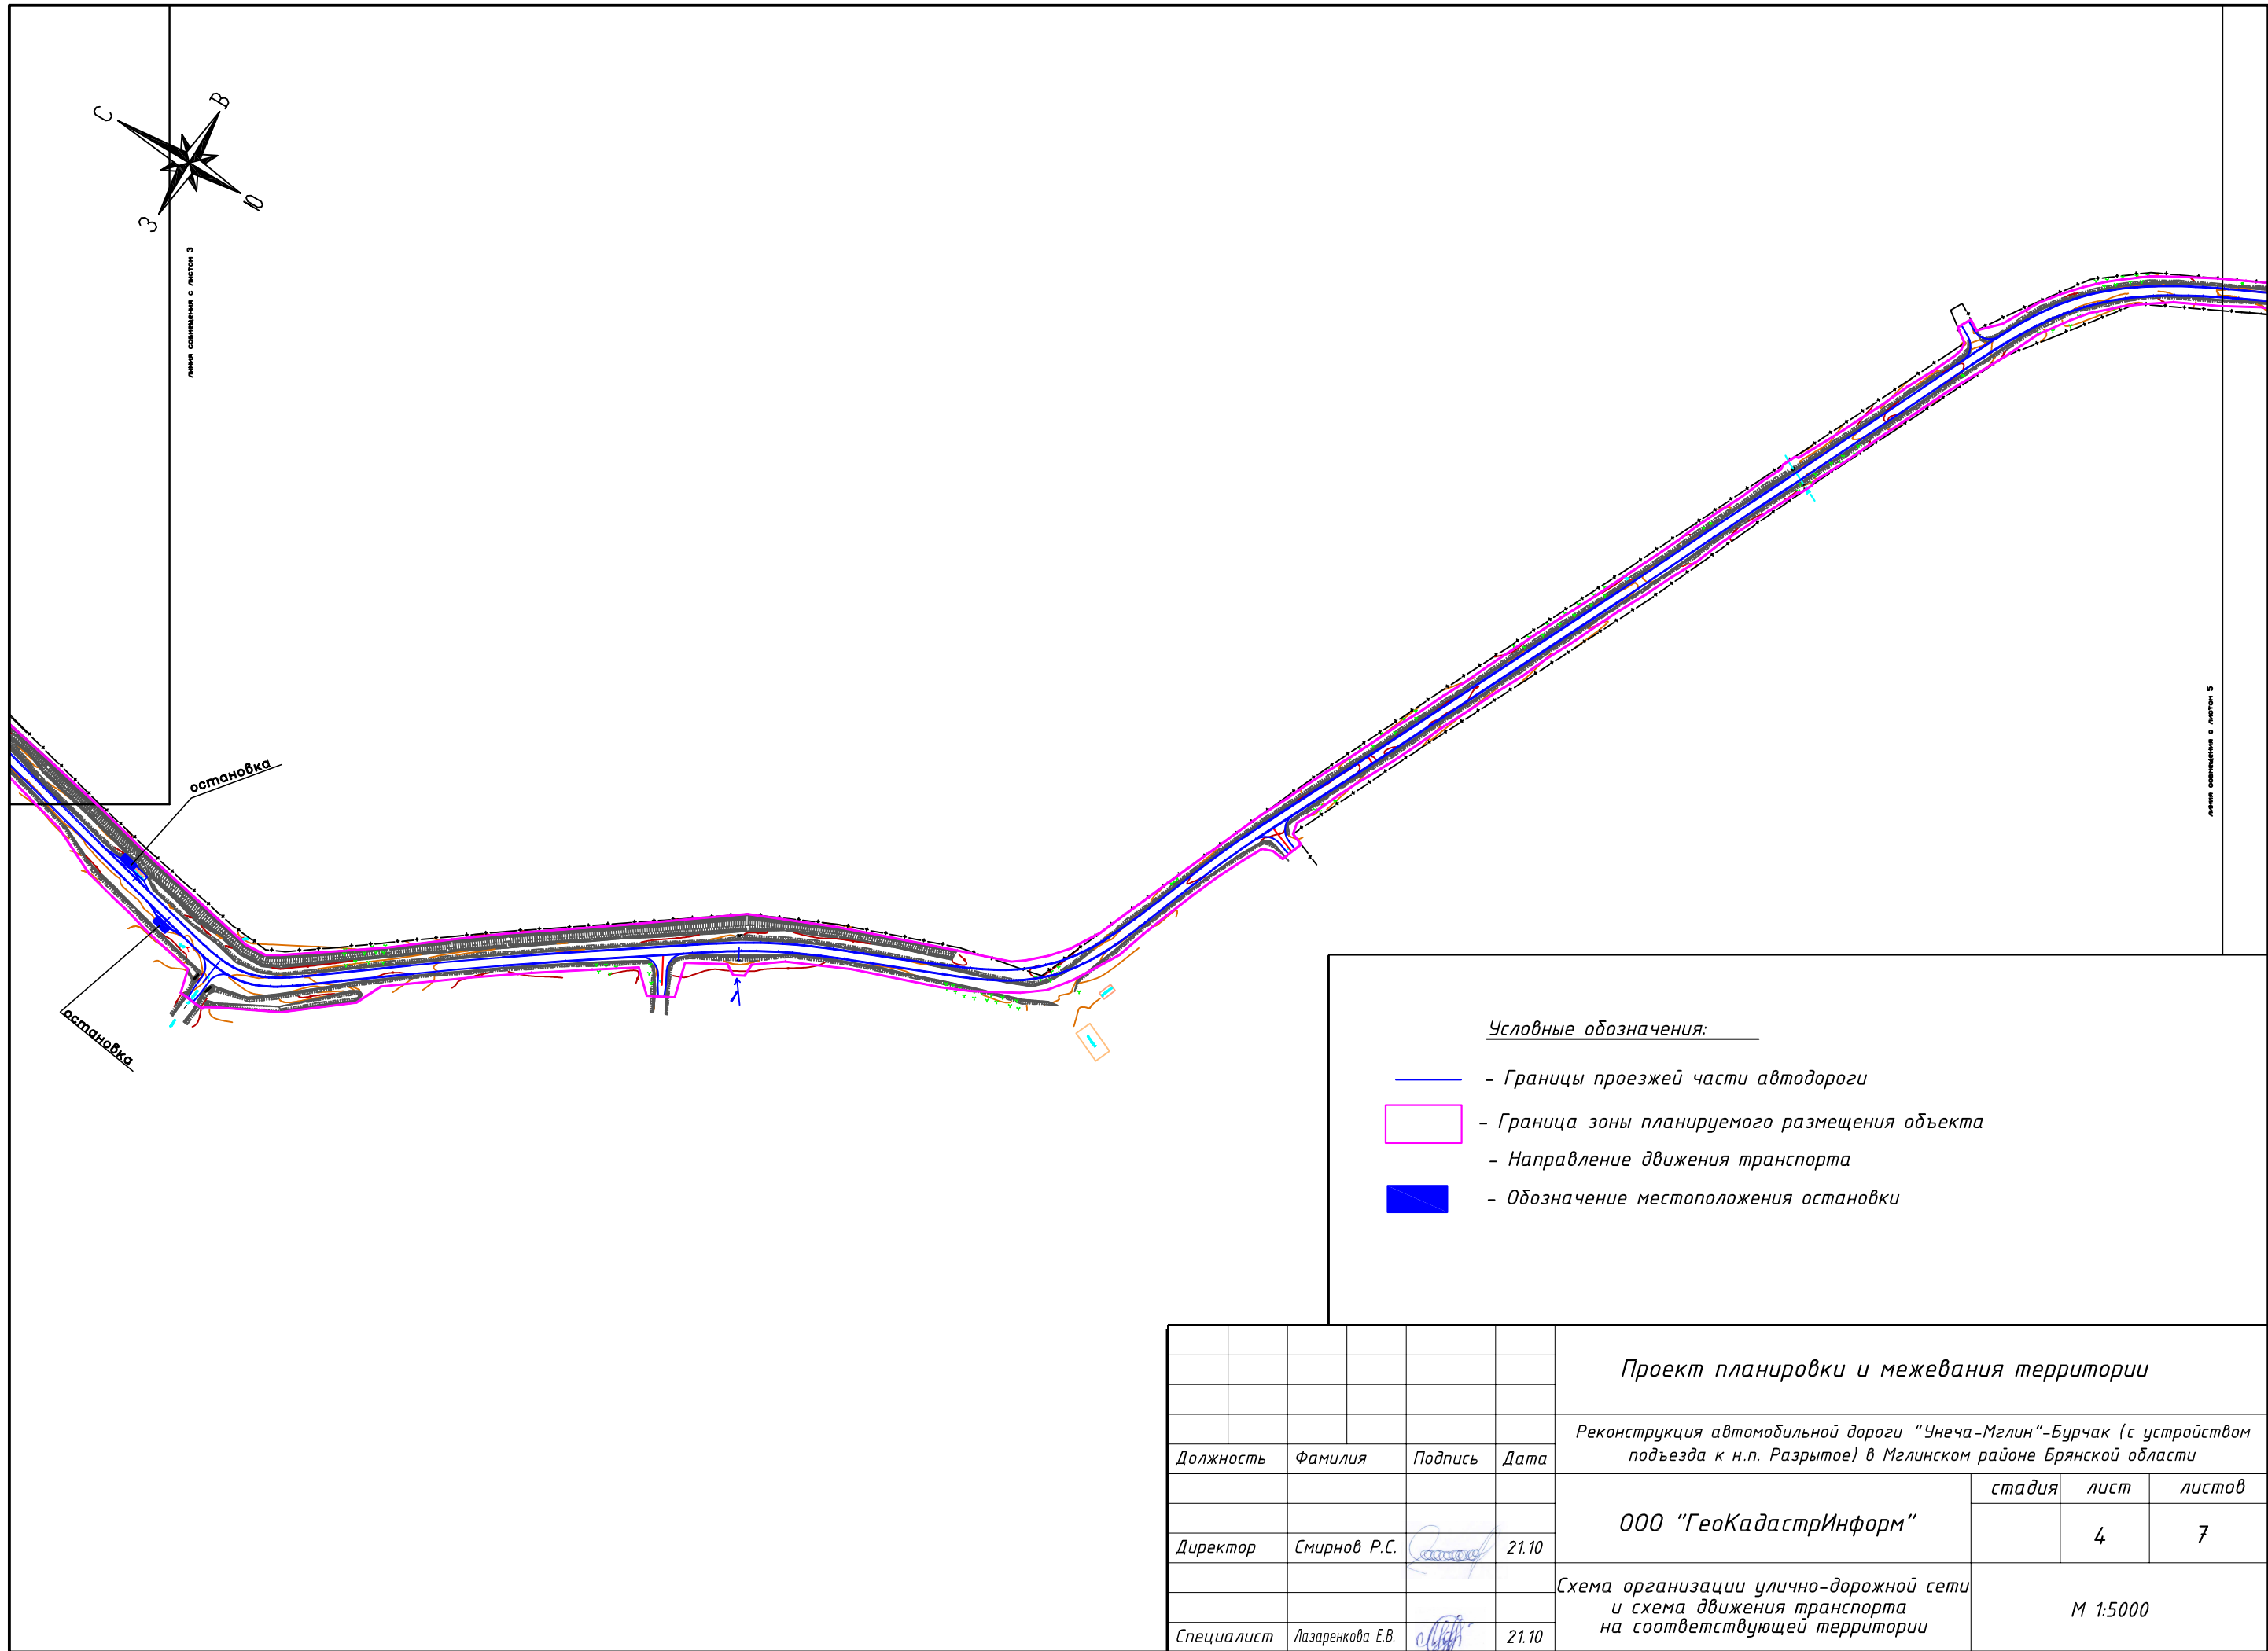 С
В
З
Ю
линия совмещения с листом 3
остановка
остановка
линия совмещения с листом 5
Условные обозначения:
- Границы проезжей части автодороги
- Граница зоны планируемого размещения объекта
- Направление движения транспорта
- Обозначение местоположения остановки
Проект планировки и межевания территории
Реконструкция автомобильной дороги "Унеча-Мглин"-Бурчак (с устройством
подъезда к н.п. Разрытое) в Мглинском районе Брянской области
Должность Фамилия Подпись Дата
стадия лист листов
ООО "ГеоКадастрИнформ"
4 7
Директор Смирнов Р.С. 21.10
Схема организации улично-дорожной сети
и схема движения транспорта
на соответствующей территории
М 1:5000
Специалист Лазаренкова Е.В. 21.10